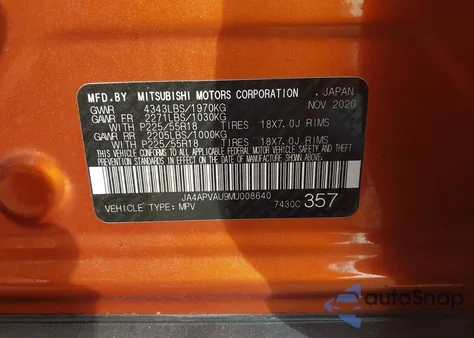 MFD.BY MITSUBISHI MOTORS CORPORATION , JAPAN
GVWR 4343LBS/1970KG NOV 2020
GAWR FR 2271LBS/1030KG
WITH P225/55R18 TIRES 18X7.0J RIMS
GAWR RR 2205LBS/1000KG
WITH P225/55R18 TIRES 18X7.0J RIMS
THIS VEHICLE CONFORMS TO ALL APPLICABLE FEDERAL
MOTOR VEHICLE SAFETY AND THEFT PREVENTION STANDARDS
IN EFFECT ON THE DATE OF MANUFACTURE SHOWN ABOVE.
JA4APVAU9MU008640
VEHICLE TYPE: MPV 7430C 357
autoSnap